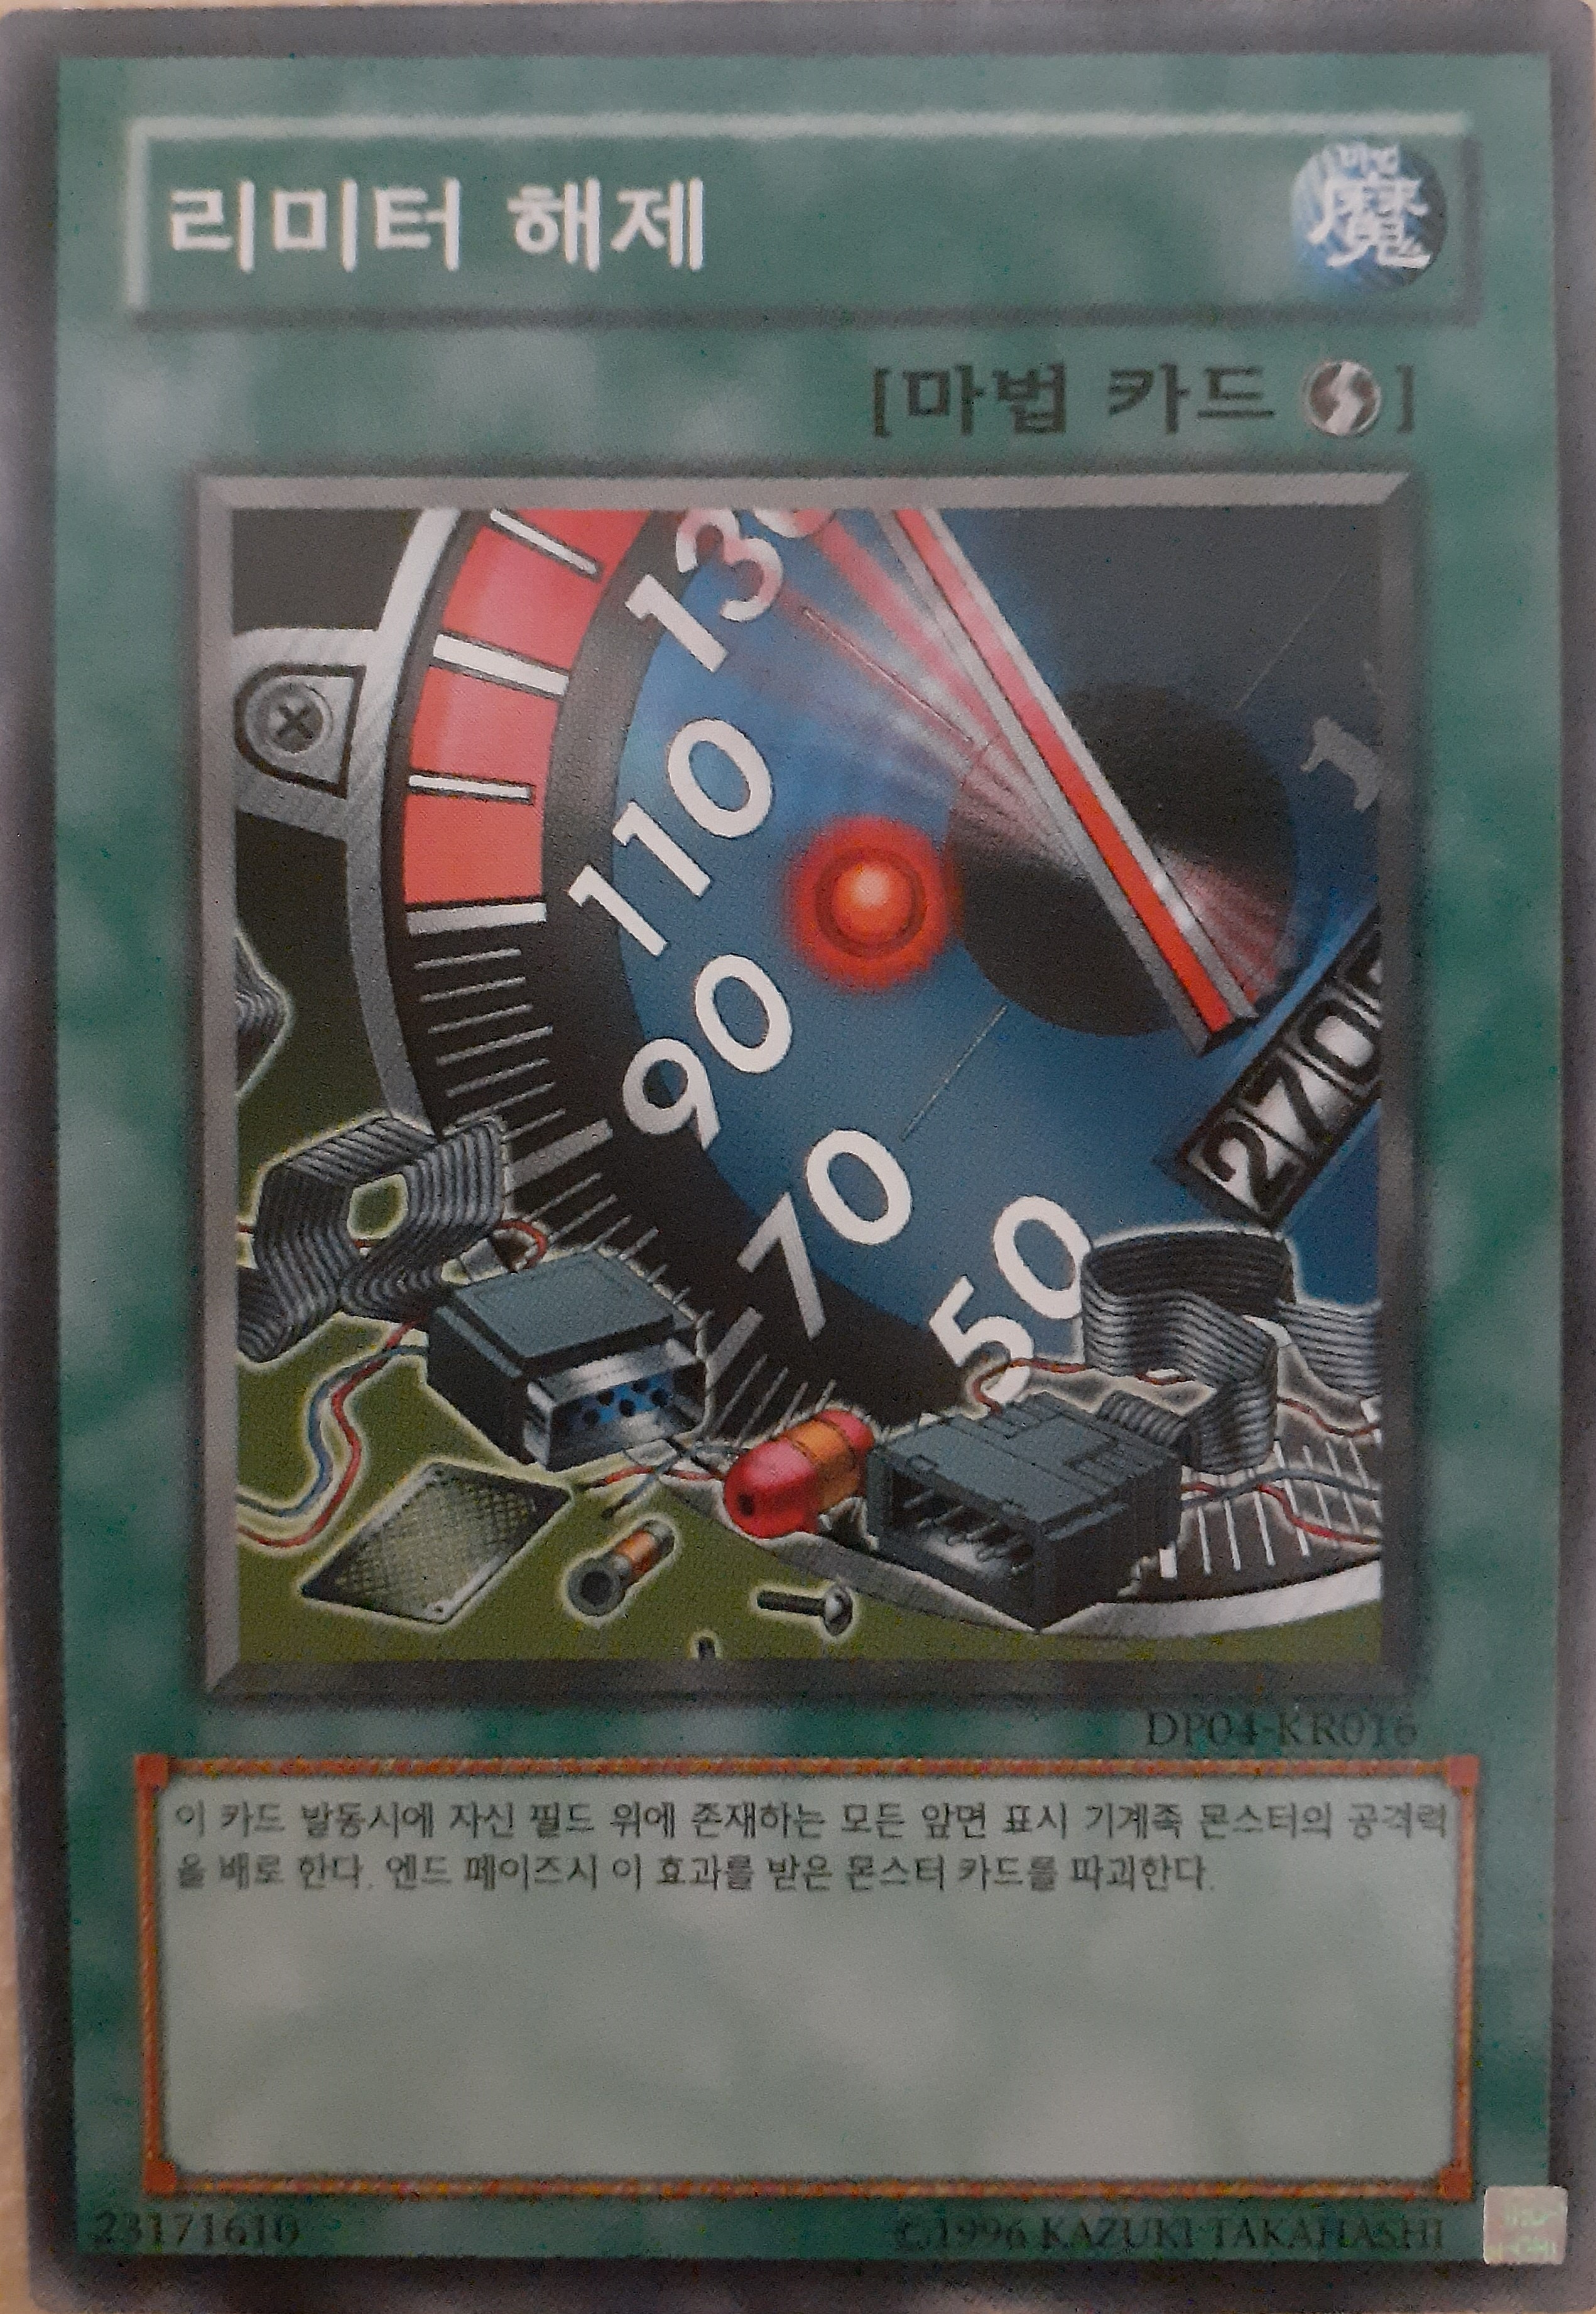 리미터 해제
마법
魔
[마법 카드]
130
110
90
70
50
1
270
DP04-KR016
이 카드 발동시에 자신 필드 위에 존재하는 모든 앞면 표시 기계족 몬스터의 공격력
을 배로 한다. 엔드 페이즈시 이 효과를 받은 몬스터 카드를 파괴한다.
23171610
©1996 KAZUKI TAKAHASHI